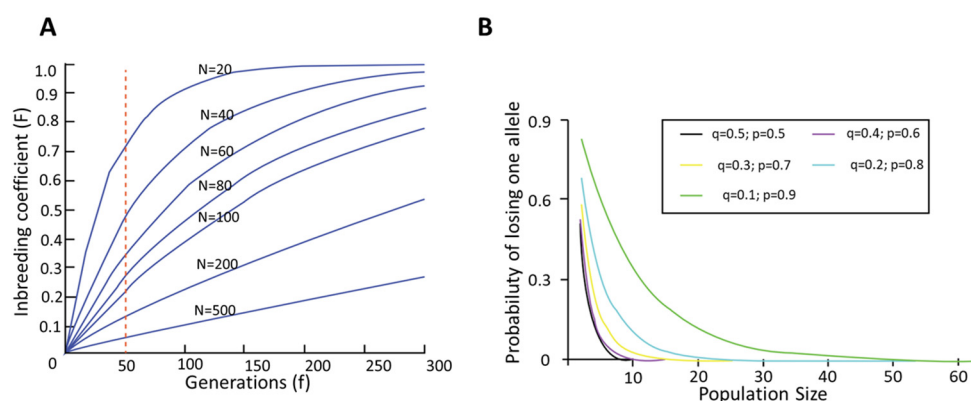 A
B
Inbreeding coefficient (F)
1.0
0.9
0.8
0.7
0.6
0.5
0.4
0.3
0.2
0.1
0
N=20
N=40
N=60
N=80
N=100
N=200
N=500
50
100
150
200
250
300
Generations (f)
Probabiluty of losing one allele
0.9
0.6
0.3
0
q=0.5; p=0.5
q=0.4; p=0.6
q=0.3; p=0.7
q=0.2; p=0.8
q=0.1; p=0.9
10
20
30
40
50
60
Population Size